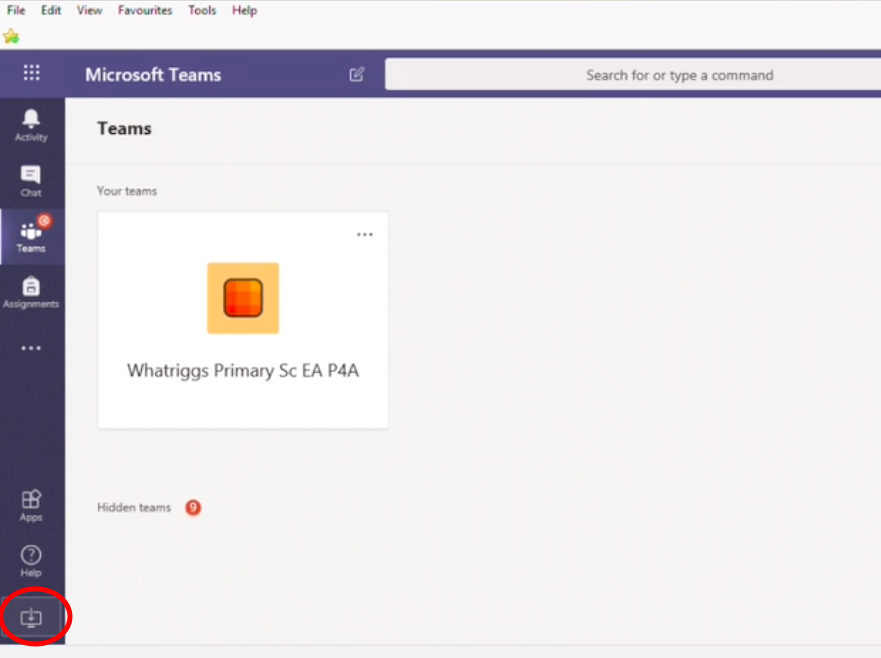 File Edit View Favourites Tools Help
Microsoft Teams
Search for or type a command
Activity
Chat
Teams
Assignments
Apps
Help
Teams
Your teams
Whatriggs Primary Sc EA P4A
Hidden teams 9